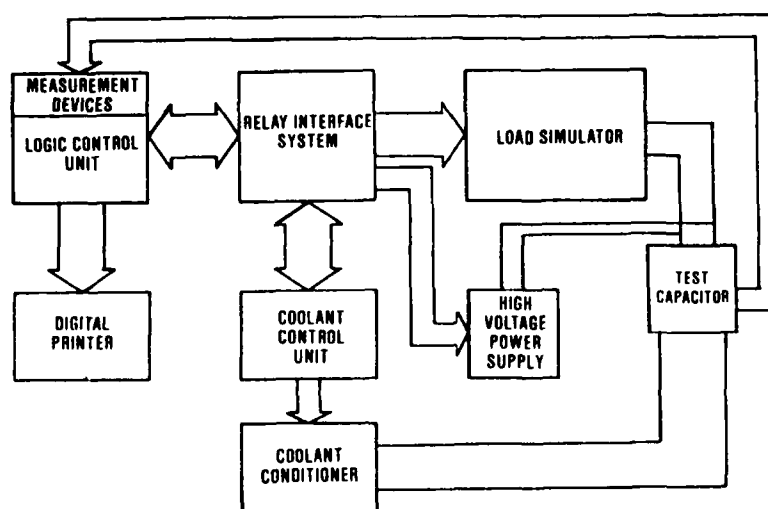 MEASUREMENT
DEVICES
LOGIC CONTROL
UNIT
RELAY INTERFACE
SYSTEM
LOAD SIMULATOR
TEST
CAPACITOR
DIGITAL
PRINTER
COOLANT
CONTROL
UNIT
HIGH
VOLTAGE
POWER
SUPPLY
COOLANT
CONDITIONER